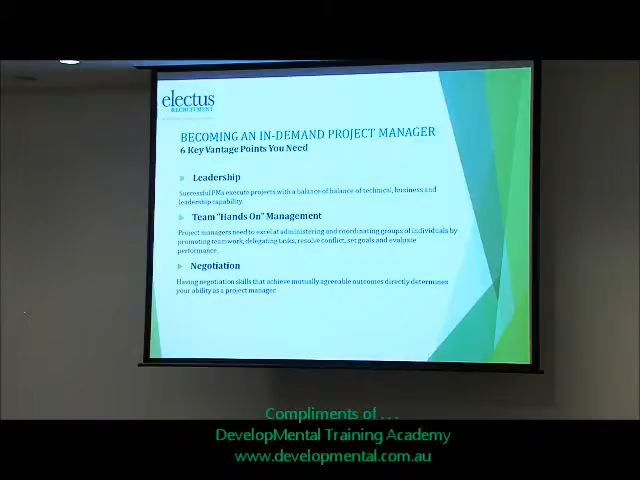 electus
RECRUITMENT
BECOMING AN IN-DEMAND PROJECT MANAGER
6 Key Vantage Points You Need
Leadership
Successful PMs execute projects with a balance of balance of technical, business and
leadership capability.
Team "Hands On" Management
Project managers need to excel at administering and coordinating groups of individuals by
promoting teamwork, delegating tasks, resolve conflict, set goals and evaluate
performance.
Negotiation
Having negotiation skills that achieve mutually agreeable outcomes directly determines
your ability as a project manager
Compliments of . . .
DevelopMental Training Academy
www.developmental.com.au